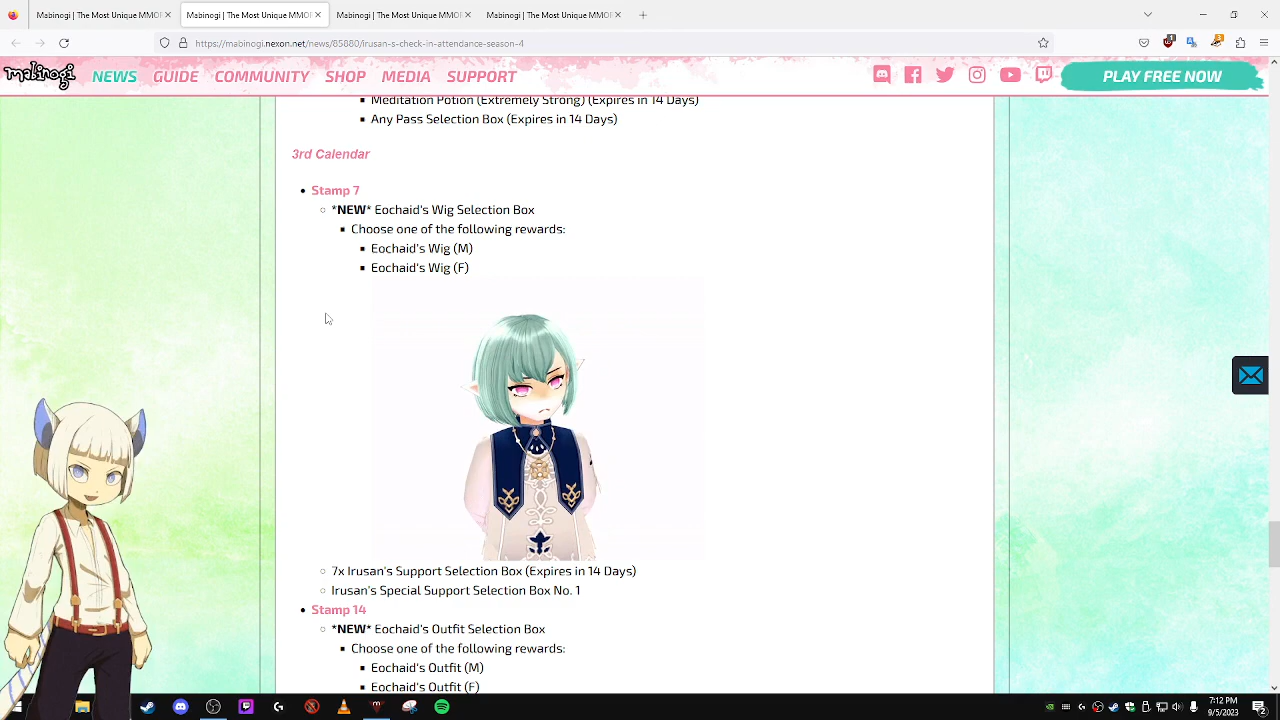 Mabinogi | The Most Unique MMOF
Mabinogi | The Most Unique MMOF
Mabinogi | The Most Unique MMOF
Mabinogi | The Most Unique MMOF
https://mabinogi.nexon.net/news/85880/irusan-s-check-in-attendence-season-4
mabinogi
NEWS
GUIDE
COMMUNITY
SHOP
MEDIA
SUPPORT
PLAY FREE NOW
Meditation Potion (Extremely Strong) (Expires in 14 Days)
Any Pass Selection Box (Expires in 14 Days)
3rd Calendar
Stamp 7
*NEW* Eochaid's Wig Selection Box
Choose one of the following rewards:
Eochaid's Wig (M)
Eochaid's Wig (F)
7x Irusan's Support Selection Box (Expires in 14 Days)
Irusan's Special Support Selection Box No. 1
Stamp 14
*NEW* Eochaid's Outfit Selection Box
Choose one of the following rewards:
Eochaid's Outfit (M)
Eochaid's Outfit (F)
7:12 PM
9/5/2023